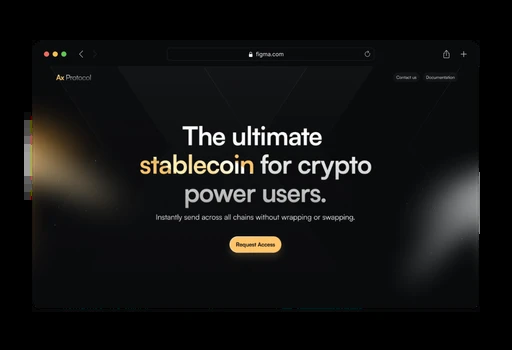 figma.com
Ax Protocol
Contact us
Documentation
The ultimate
stablecoin for crypto
power users.
Instantly send across all chains without wrapping or swapping.
Request Access